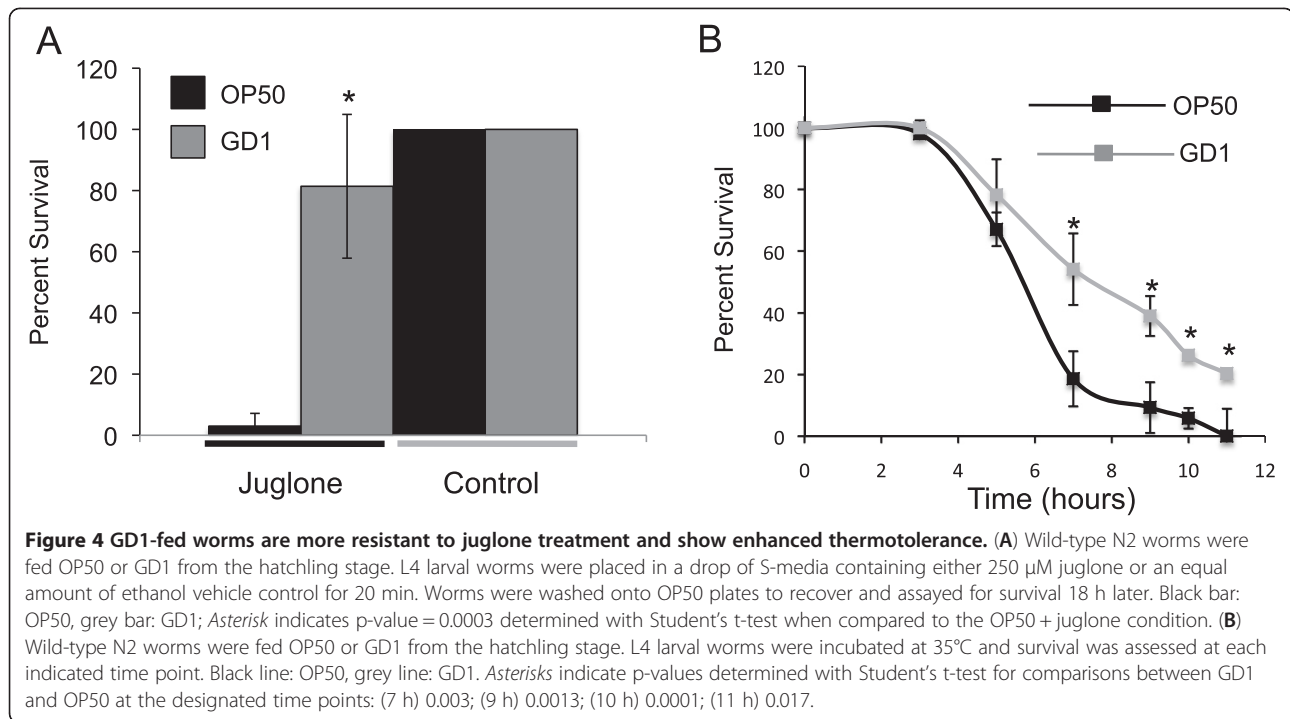 A
120
100
80
60
40
20
0
Percent Survival
OP50
GD1
*
Juglone
Control
B
120
100
80
60
40
20
0
Percent Survival
OP50
GD1
*
*
*
*
0 2 4 6 8 10 12
Time (hours)
Figure 4 GD1-fed worms are more resistant to juglone treatment and show enhanced thermotolerance. (A) Wild-type N2 worms were
fed OP50 or GD1 from the hatchling stage. L4 larval worms were placed in a drop of S-media containing either 250 μM juglone or an equal
amount of ethanol vehicle control for 20 min. Worms were washed onto OP50 plates to recover and assayed for survival 18 h later. Black bar:
OP50, grey bar: GD1; Asterisk indicates p-value = 0.0003 determined with Student's t-test when compared to the OP50 + juglone condition. (B)
Wild-type N2 worms were fed OP50 or GD1 from the hatchling stage. L4 larval worms were incubated at 35°C and survival was assessed at each
indicated time point. Black line: OP50, grey line: GD1. Asterisks indicate p-values determined with Student's t-test for comparisons between GD1
and OP50 at the designated time points: (7 h) 0.003; (9 h) 0.0013; (10 h) 0.0001; (11 h) 0.017.